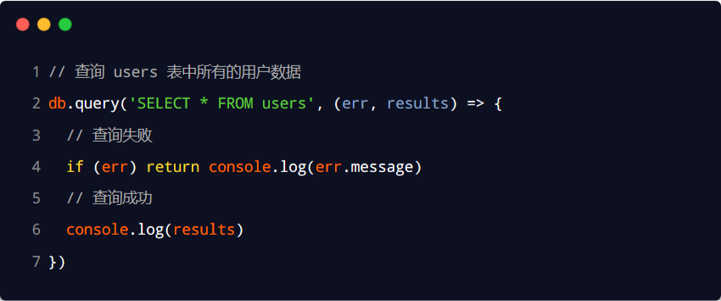 1 // 查询 users 表中所有的用户数据
2 db.query('SELECT * FROM users', (err, results) => {
3   // 查询失败
4   if (err) return console.log(err.message)
5   // 查询成功
6   console.log(results)
7 })